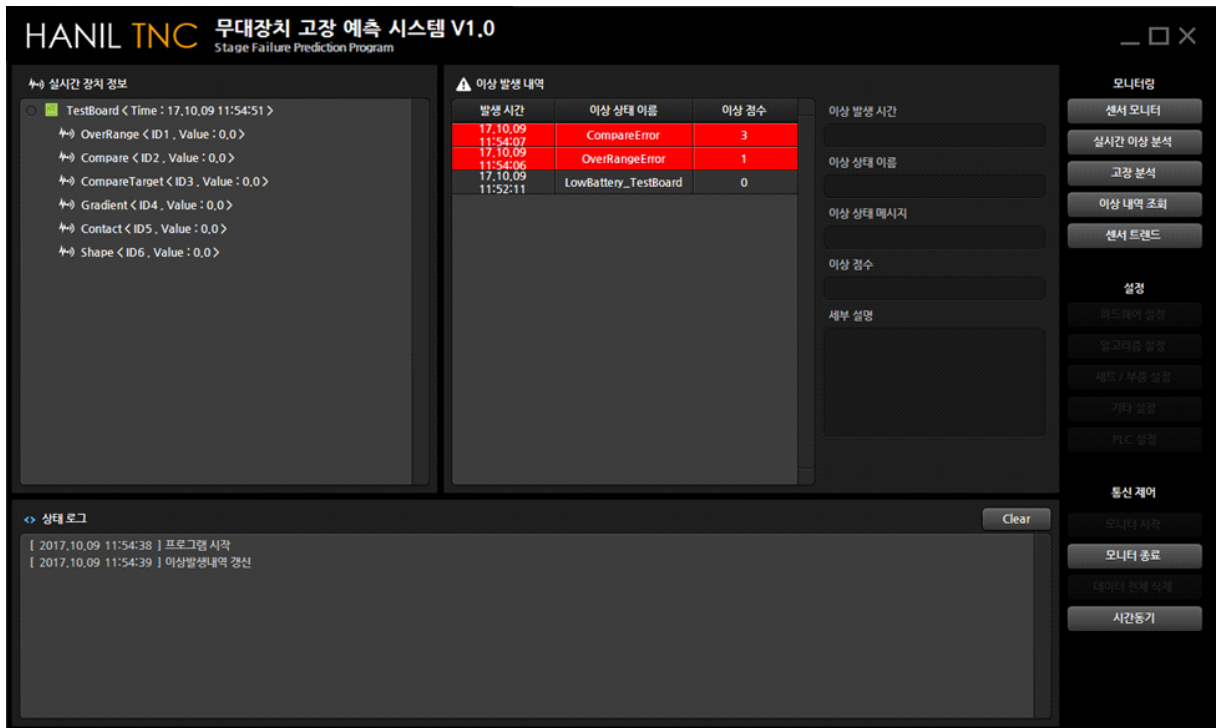 HANIL TNC 무대장치 고장 예측 시스템 V1.0
Stage Failure Prediction Program
실시간 장치 정보
TestBoard < Time : 17.10.09 11:54:51 >
OverRange < ID1 , Value : 0.0 >
Compare < ID2 , Value : 0.0 >
CompareTarget < ID3 , Value : 0.0 >
Gradient < ID4 , Value : 0.0 >
Contact < ID5 , Value : 0.0 >
Shape < ID6 , Value : 0.0 >
이상 발생 내역
발생 시간 이상 상태 이름 이상 점수
17.10.09 11:54:07 CompareError 3
17.10.09 11:54:06 OverRangeError 1
17.10.09 11:52:11 LowBattery_TestBoard 0
이상 발생 시간
이상 상태 이름
이상 상태 메시지
이상 점수
세부 설명
모니터링
센서 모니터
실시간 이상 분석
고장 분석
이상 내역 조회
센서 트렌드
설정
하드웨어 설정
알고리즘 설정
세트 / 부품 설정
기타 설정
PLC 설정
통신 제어
모니터 시작
모니터 종료
데이터 전체 삭제
시간동기
상태 로그
Clear
[ 2017.10.09 11:54:38 ] 프로그램 시작
[ 2017.10.09 11:54:39 ] 이상발생내역 갱신